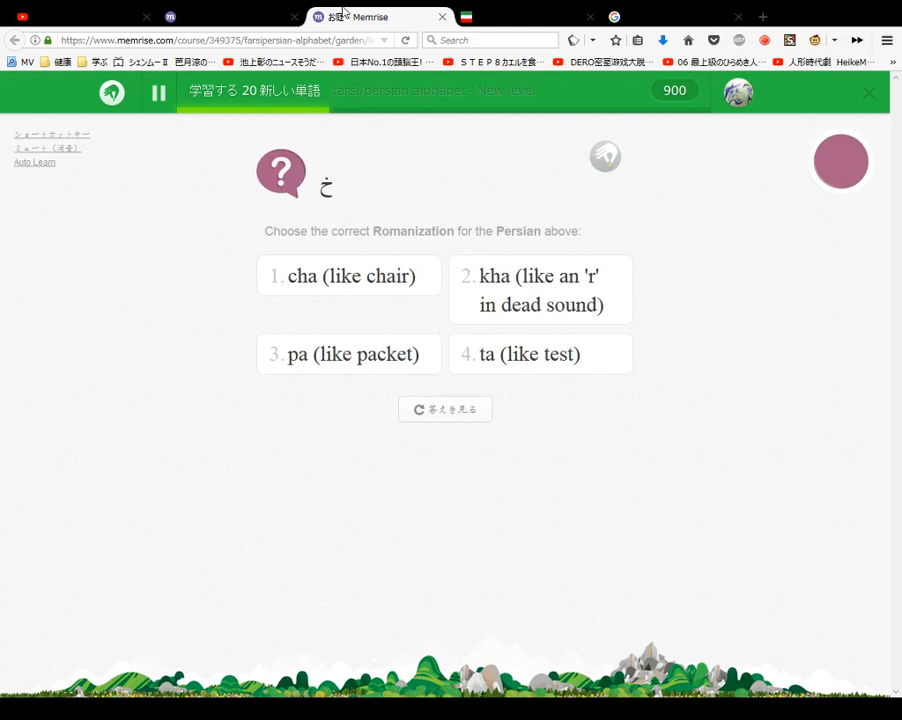 お庭 - Memrise
https://www.memrise.com/course/349375/farsipersian-alphabet/garden/le
Search
MV
健康
学ぶ
シェンムーⅡ 芭月涼の…
池上彰のニュースそうだ…
日本No.1の頭脳王! …
ＳＴＥＰ８カエルを食…
DERO密室游戏大脱…
06 最上級のひらめき人…
人形時代劇 HeikeM…
学習する 20 新しい単語
farsi/persian alphabet - New level
900
ショートカットキー
ミュート（消音）
Auto Learn
?
خ
Choose the correct Romanization for the Persian above:
1. cha (like chair)
2. kha (like an 'r'
in dead sound)
3. pa (like packet)
4. ta (like test)
答えを見る